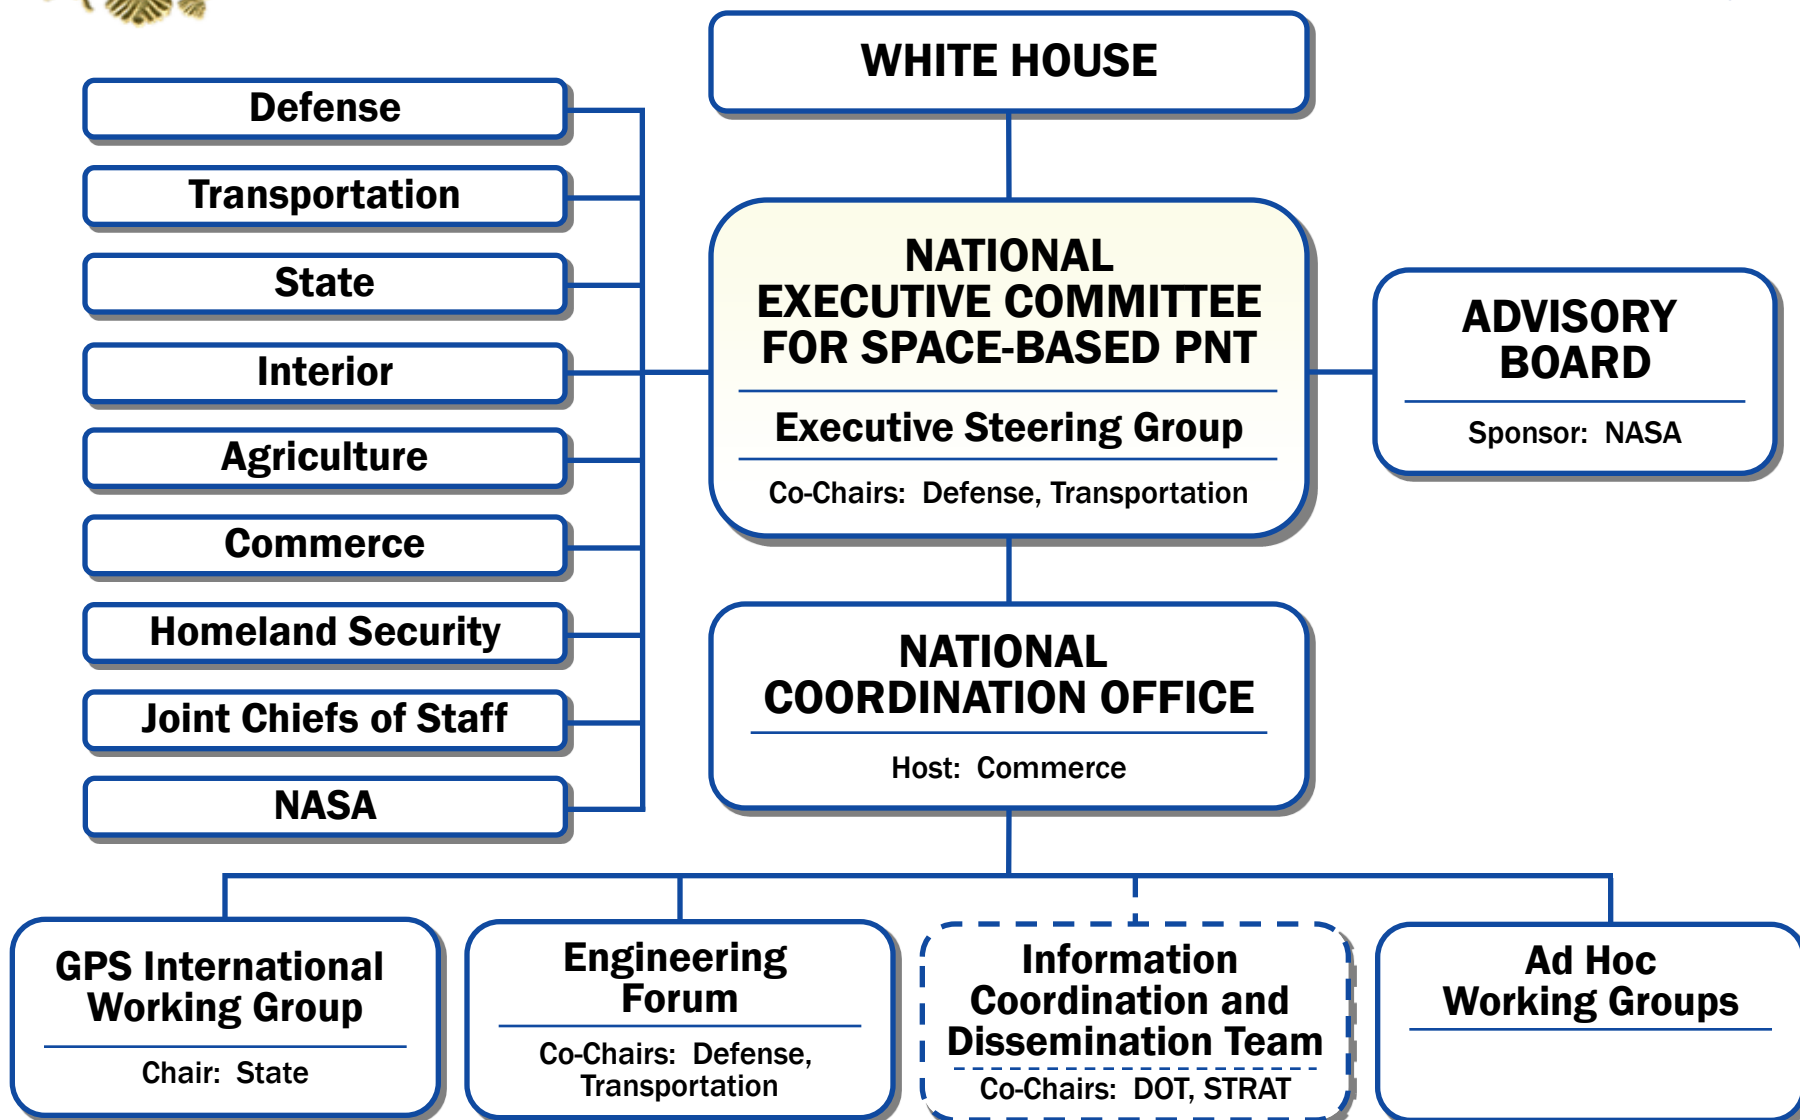 WHITE HOUSE
Defense
Transportation
State
Interior
Agriculture
Commerce
Homeland Security
Joint Chiefs of Staff
NASA
NATIONAL
EXECUTIVE COMMITTEE
FOR SPACE-BASED PNT
Executive Steering Group
Co-Chairs: Defense, Transportation
ADVISORY
BOARD
Sponsor: NASA
NATIONAL
COORDINATION OFFICE
Host: Commerce
GPS International
Working Group
Chair: State
Engineering
Forum
Co-Chairs: Defense,
Transportation
Information
Coordination and
Dissemination Team
Co-Chairs: DOT, STRAT
Ad Hoc
Working Groups